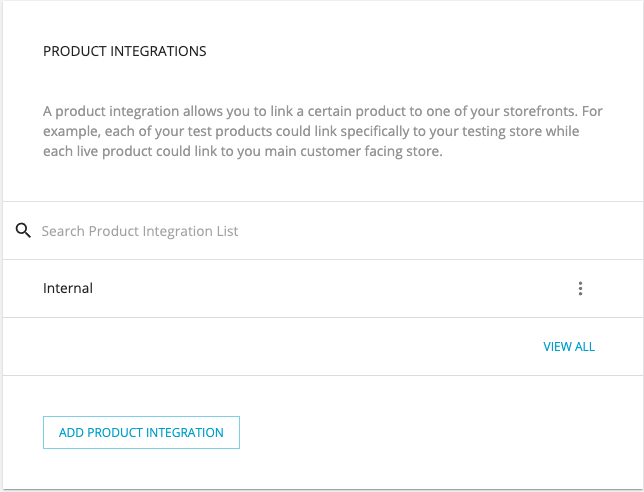 PRODUCT INTEGRATIONS
A product integration allows you to link a certain product to one of your storefronts. For
example, each of your test products could link specifically to your testing store while
each live product could link to you main customer facing store.
Search Product Integration List
Internal
VIEW ALL
ADD PRODUCT INTEGRATION